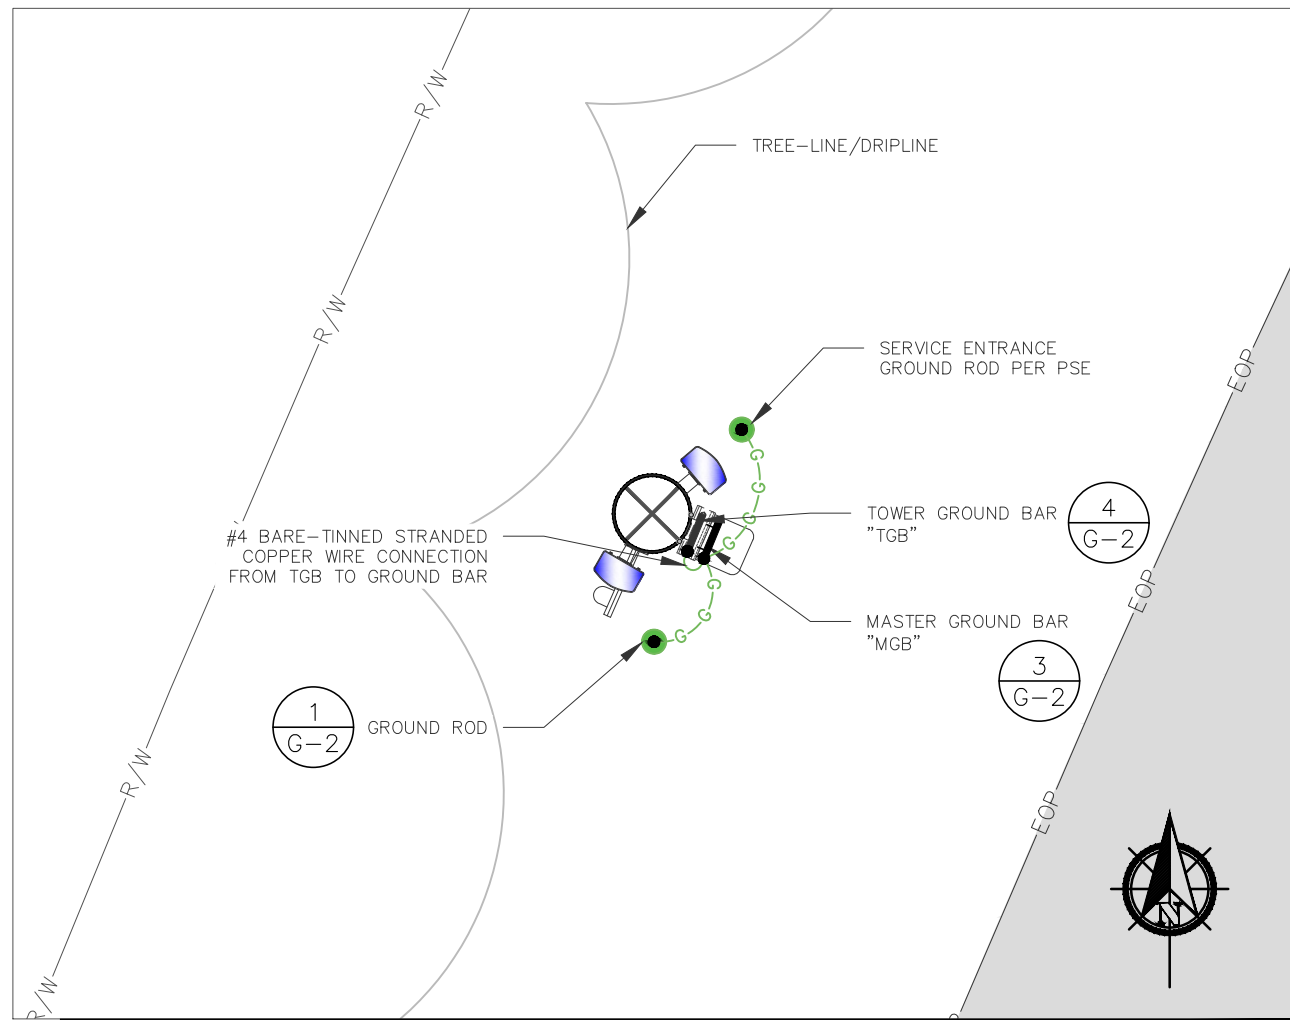 R/W
TREE-LINE/DRIPLINE
R/W
SERVICE ENTRANCE
GROUND ROD PER PSE
EOP
G
G
G
G
#4 BARE-TINNED STRANDED
COPPER WIRE CONNECTION
FROM TGB TO GROUND BAR
TOWER GROUND BAR
"TGB"
4
G-2
EOP
G
G
G
MASTER GROUND BAR
"MGB"
3
G-2
1
G-2
GROUND ROD
R/W
EOP
N
R/W